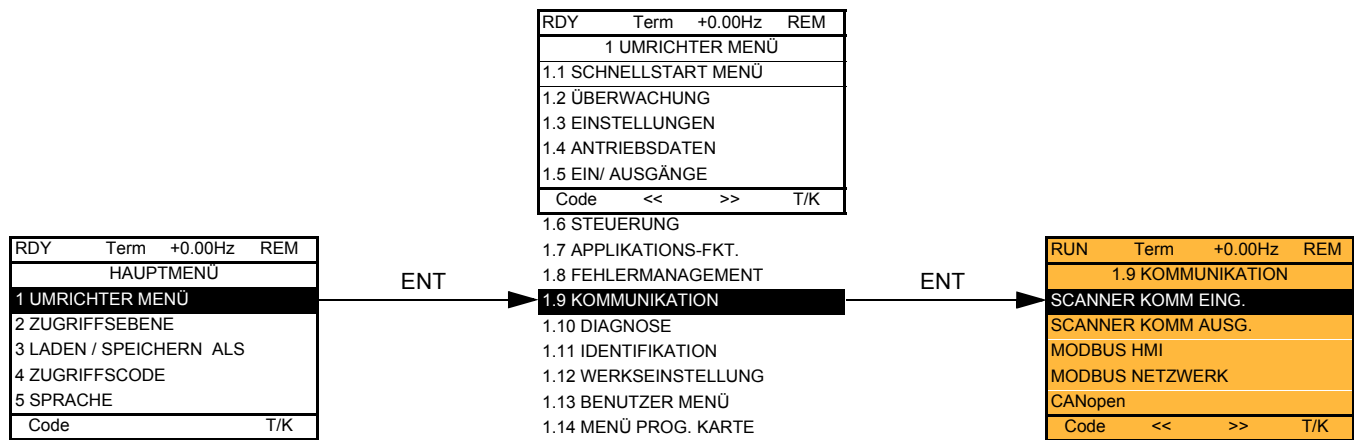 RDY Term +0.00Hz REM
HAUPTMENÜ
1 UMRICHTER MENÜ
2 ZUGRIFFSEBENE
3 LADEN / SPEICHERN ALS
4 ZUGRIFFSCODE
5 SPRACHE
Code T/K
ENT
RDY Term +0.00Hz REM
1 UMRICHTER MENÜ
1.1 SCHNELLSTART MENÜ
1.2 ÜBERWACHUNG
1.3 EINSTELLUNGEN
1.4 ANTRIEBSDATEN
1.5 EIN/ AUSGÄNGE
Code << >> T/K
1.6 STEUERUNG
1.7 APPLIKATIONS-FKT.
1.8 FEHLERMANAGEMENT
1.9 KOMMUNIKATION
1.10 DIAGNOSE
1.11 IDENTIFIKATION
1.12 WERKSEINSTELLUNG
1.13 BENUTZER MENÜ
1.14 MENÜ PROG. KARTE
ENT
RUN Term +0.00Hz REM
1.9 KOMMUNIKATION
SCANNER KOMM EING.
SCANNER KOMM AUSG.
MODBUS HMI
MODBUS NETZWERK
CANopen
Code << >> T/K